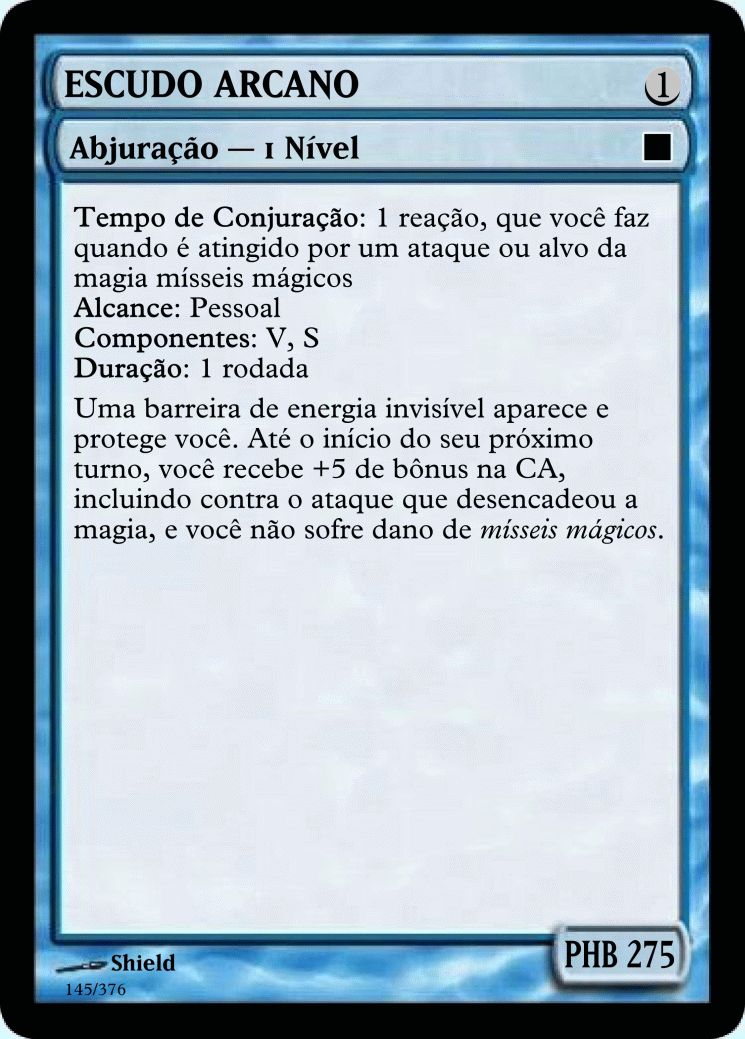 ESCUDO ARCANO
1
Abjuração — 1 Nível
Tempo de Conjuração: 1 reação, que você faz
quando é atingido por um ataque ou alvo da
magia mísseis mágicos
Alcance: Pessoal
Componentes: V, S
Duração: 1 rodada
Uma barreira de energia invisível aparece e
protege você. Até o início do seu próximo
turno, você recebe +5 de bônus na CA,
incluindo contra o ataque que desencadeou a
magia, e você não sofre dano de mísseis mágicos.
Shield
PHB 275
145/376